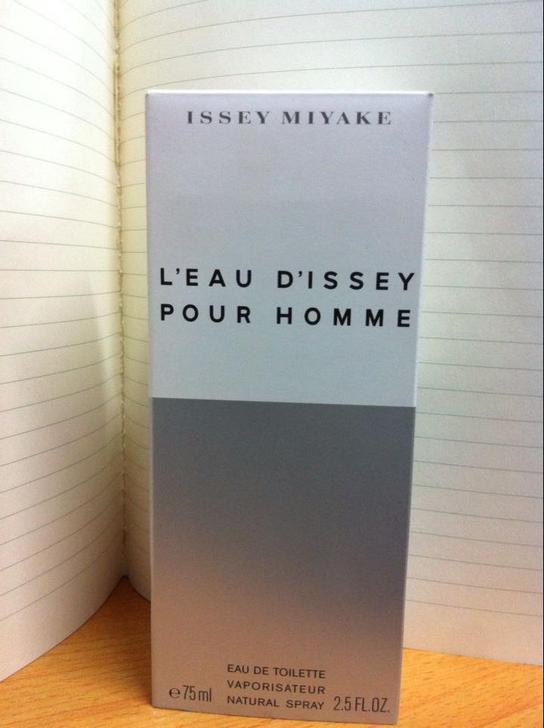 ISSEY MIYAKE
L'EAU D'ISSEY
POUR HOMME
EAU DE TOILETTE
VAPORISATEUR
℮75ml NATURAL SPRAY 2.5 FL.OZ.